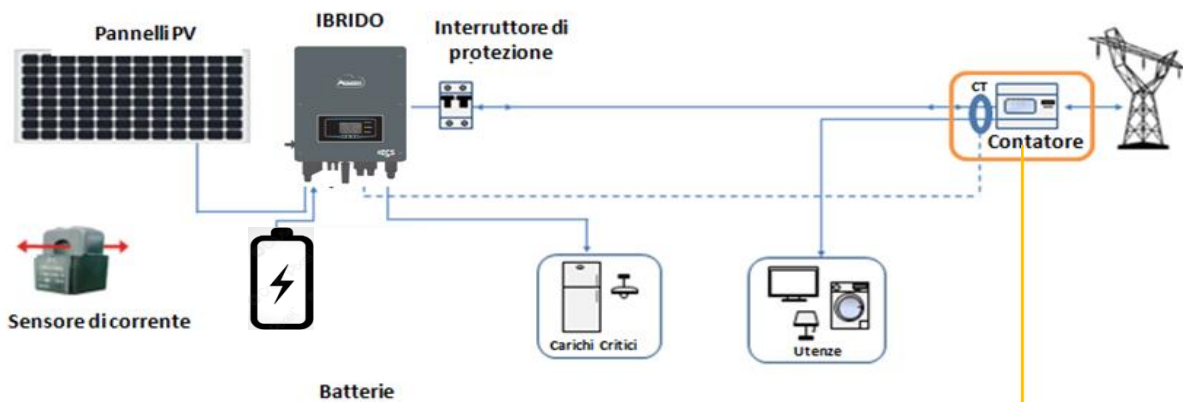 IBRIDO
Pannelli PV
Interruttore di
protezione
CT
Contatore
Sensore di corrente
Carichi Critici
Utenze
Batterie